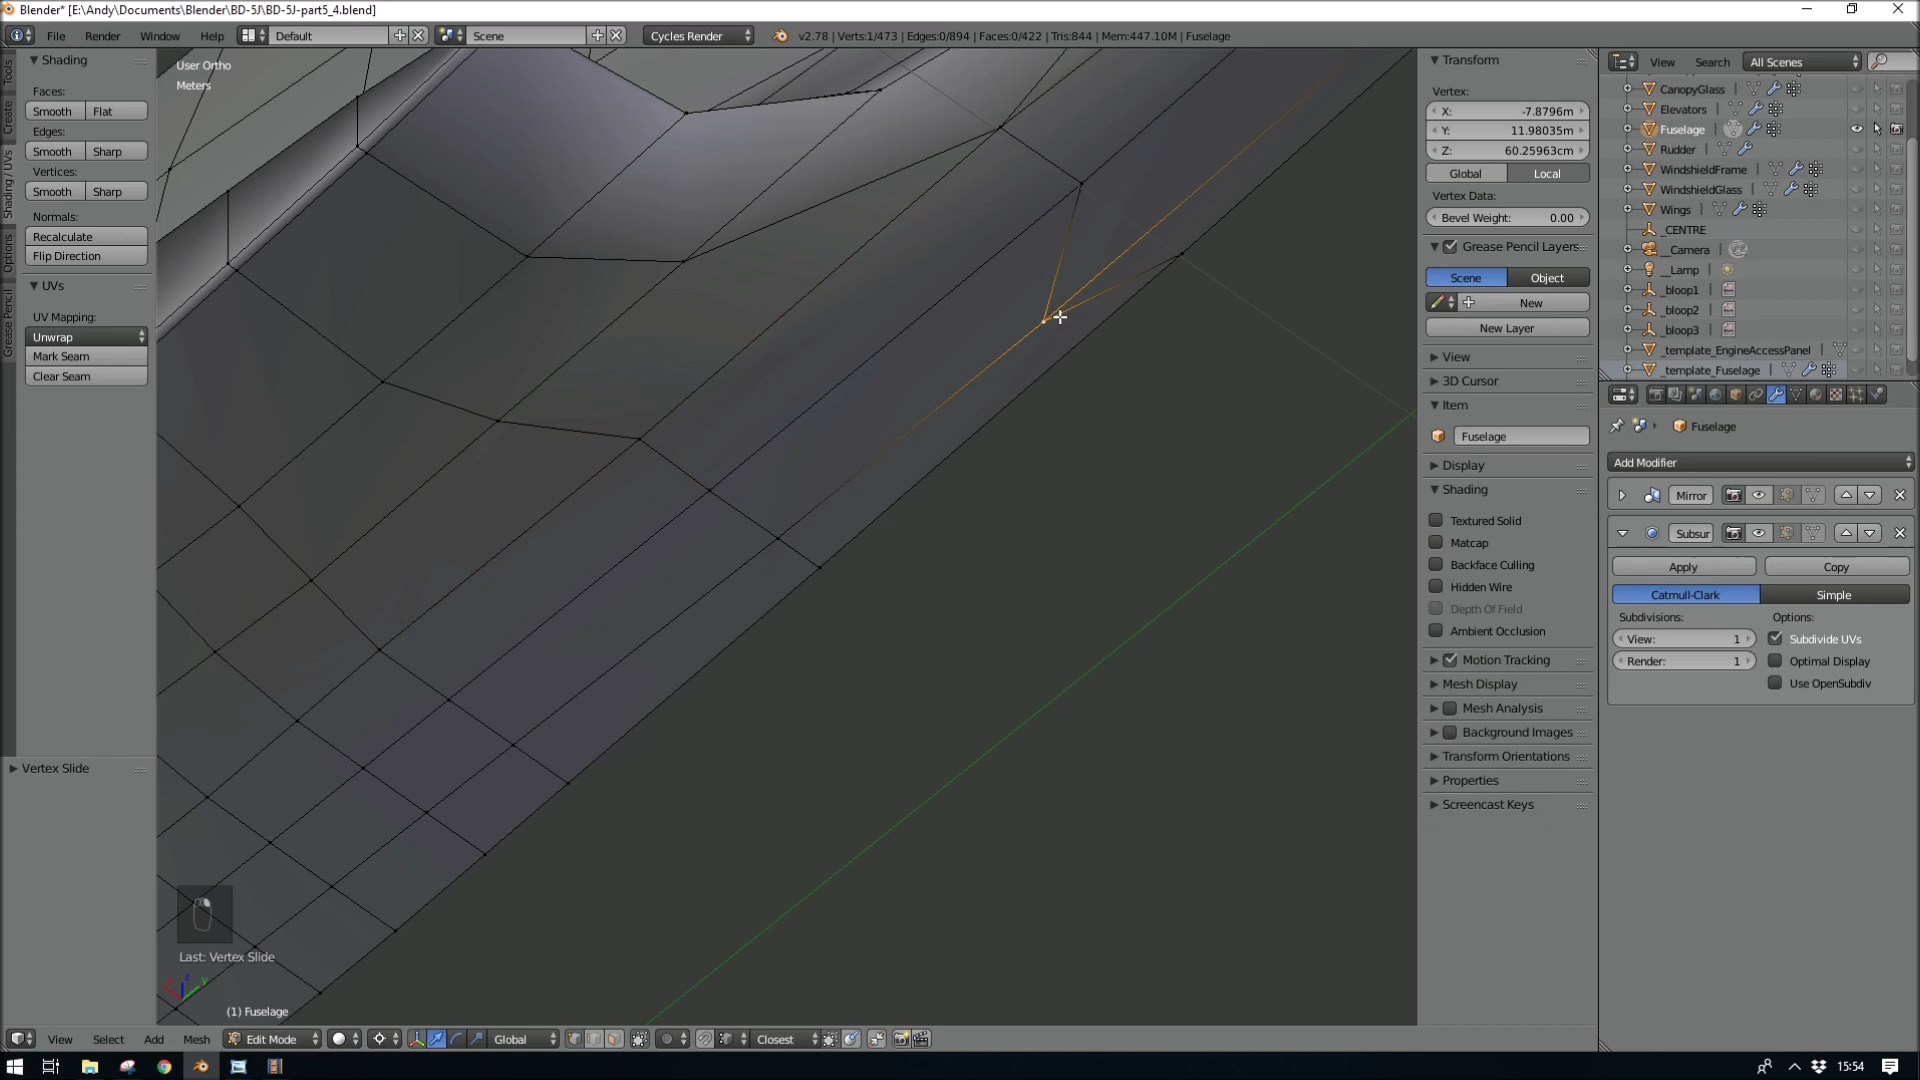 Blender* [E:\Andy\Documents\Blender\BD-5J\BD-5J-part5_4.blend]
File Render Window Help Default Scene Cycles Render v2.78 | Verts:1/473 | Edges:0/894 | Faces:0/422 | Tris:844 | Mem:447.10M | Fuselage
Tools
Create
Shading / UVs
Options
Grease Pencil
Shading
Faces:
Smooth Flat
Edges:
Smooth Sharp
Vertices:
Smooth Sharp
Normals:
Recalculate
Flip Direction
UVs
UV Mapping:
Unwrap
Mark Seam
Clear Seam
Vertex Slide
User Ortho
Meters
Last: Vertex Slide
(1) Fuselage
Transform
Vertex:
X: -7.8796m
Y: 11.98035m
Z: 60.25963cm
Global Local
Vertex Data:
Bevel Weight: 0.00
Grease Pencil Layers
Scene Object
New
New Layer
View
3D Cursor
Item
Fuselage
Display
Shading
Textured Solid
Matcap
Backface Culling
Hidden Wire
Depth Of Field
Ambient Occlusion
Motion Tracking
Mesh Display
Mesh Analysis
Background Images
Transform Orientations
Properties
Screencast Keys
View Search All Scenes
CanopyGlass
Elevators
Fuselage
Rudder
WindshieldFrame
WindshieldGlass
Wings
_CENTRE
__Camera
__Lamp
_bloop1
_bloop2
_bloop3
_template_EngineAccessPanel
_template_Fuselage
Fuselage
Add Modifier
Mirror
Subsur
Apply Copy
Catmull-Clark Simple
Subdivisions: Options:
View: 1 Subdivide UVs
Render: 1 Optimal Display
Use OpenSubdiv
View Select Add Mesh Edit Mode Global Closest
15:54